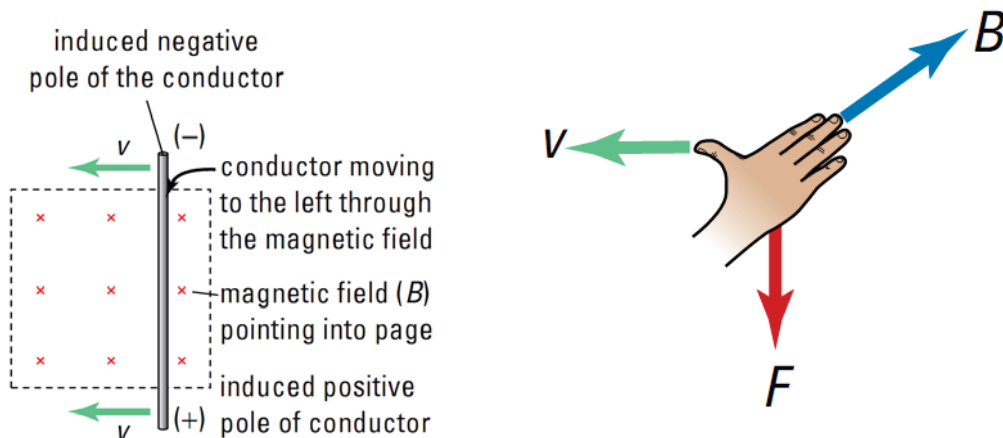 induced negative
pole of the conductor
(−)
v
conductor moving
to the left through
the magnetic field
magnetic field (B)
pointing into page
induced positive
pole of conductor
(+)
v
B
v
F